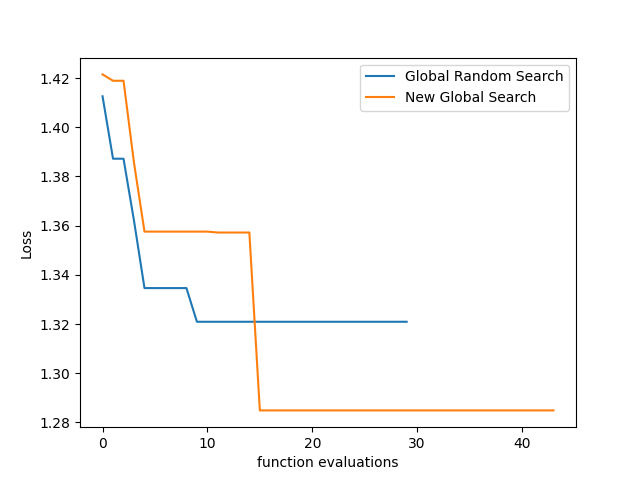 Global Random Search
New Global Search
1.42
1.40
1.38
1.36
1.34
1.32
1.30
1.28
Loss
0 10 20 30 40
function evaluations